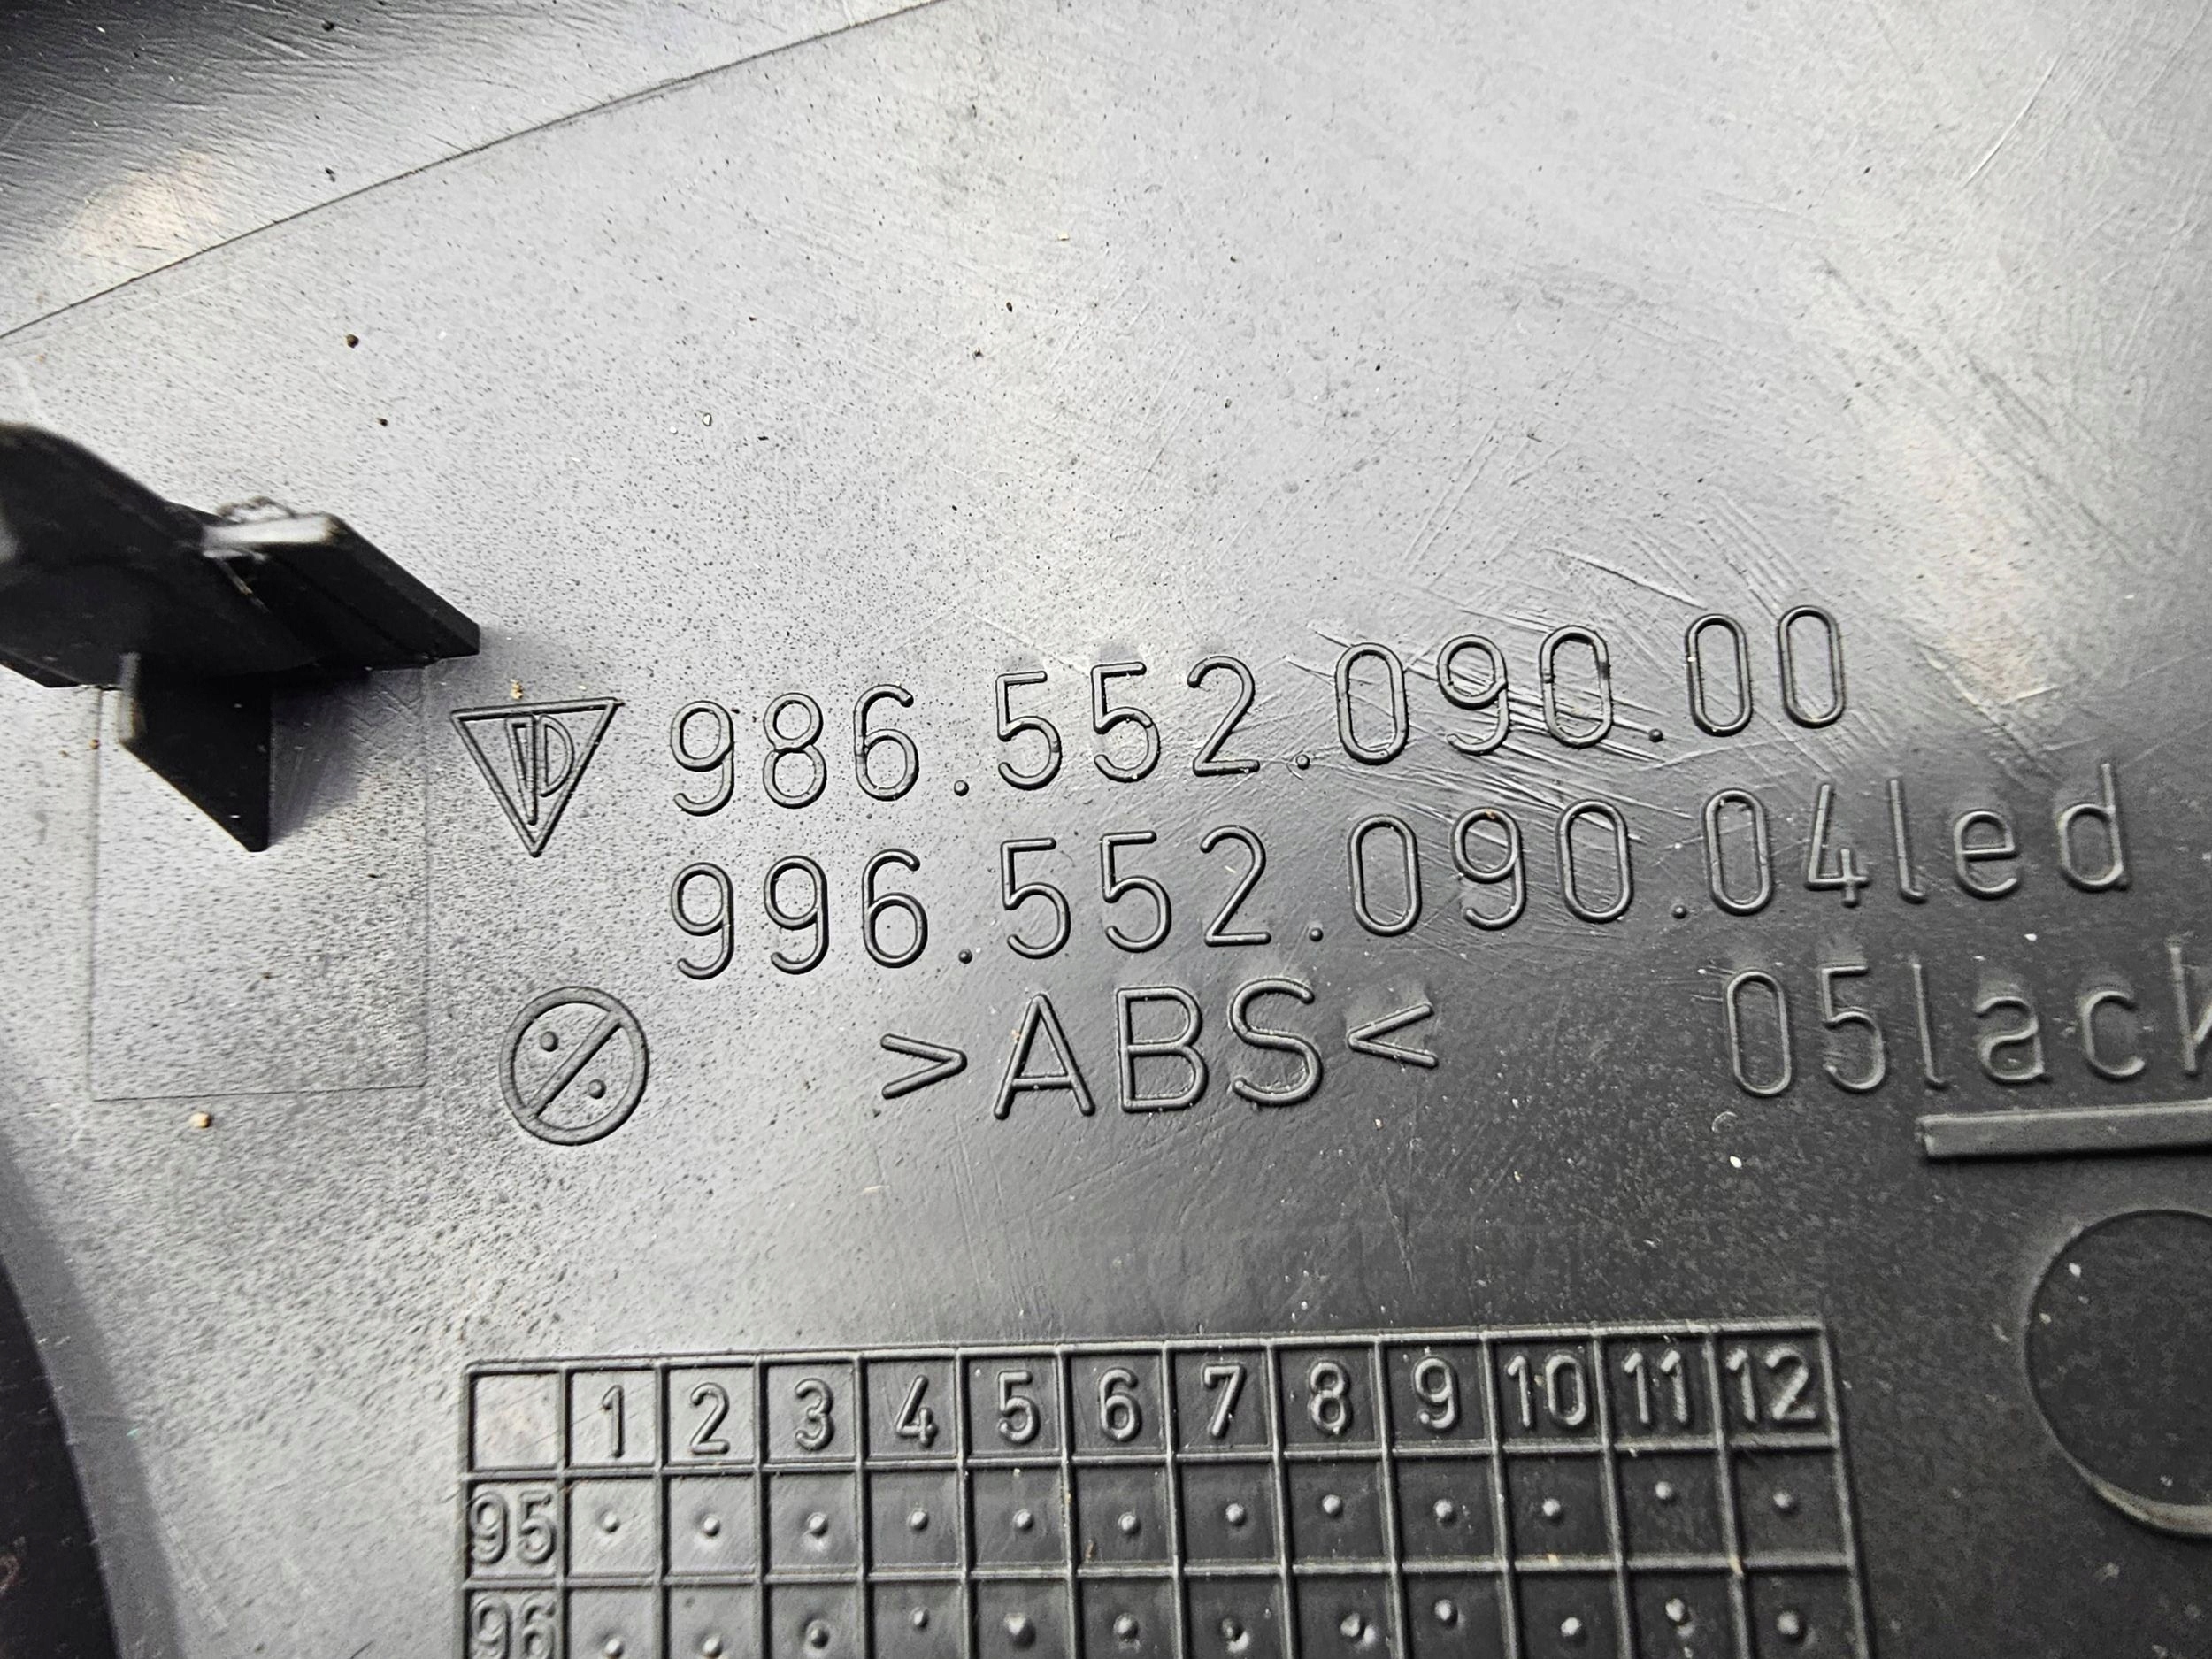 986.552.090.00
996.552.090.04led
>ABS< 05lack
1 2 3 4 5 6 7 8 9 10 11 12
95
96